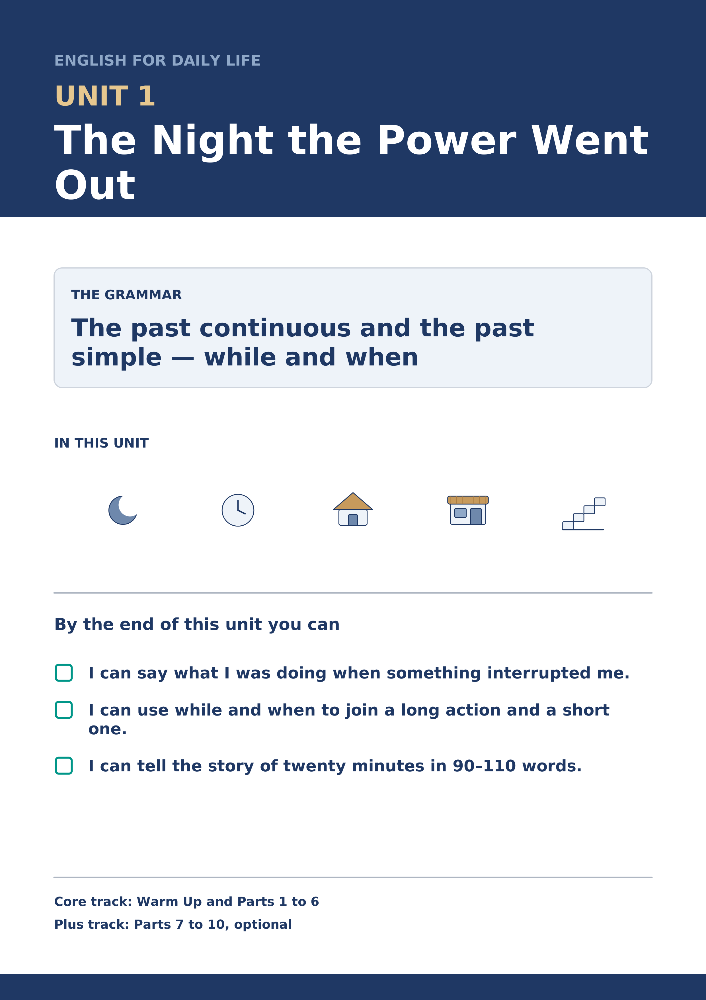 ENGLISH FOR DAILY LIFE
UNIT 1
The Night the Power Went
Out
THE GRAMMAR
The past continuous and the past
simple — while and when
IN THIS UNIT
By the end of this unit you can
I can say what I was doing when something interrupted me.
I can use while and when to join a long action and a short
one.
I can tell the story of twenty minutes in 90–110 words.
Core track: Warm Up and Parts 1 to 6
Plus track: Parts 7 to 10, optional